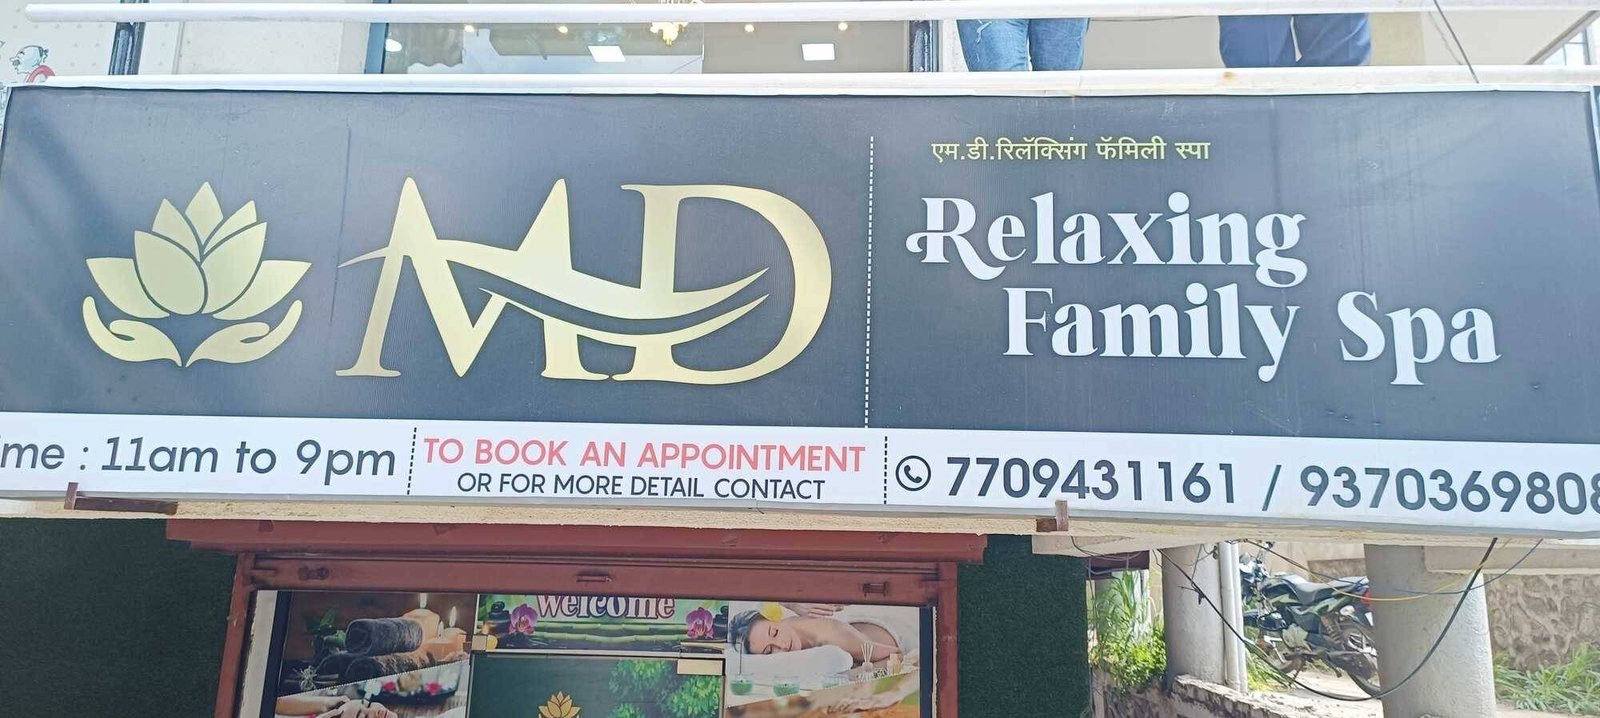 MD
एम.डी.रिलॅक्सिंग फॅमिली स्पा
Relaxing
Family Spa
me : 11am to 9pm
TO BOOK AN APPOINTMENT
OR FOR MORE DETAIL CONTACT
7709431161 / 9370369808
welcome